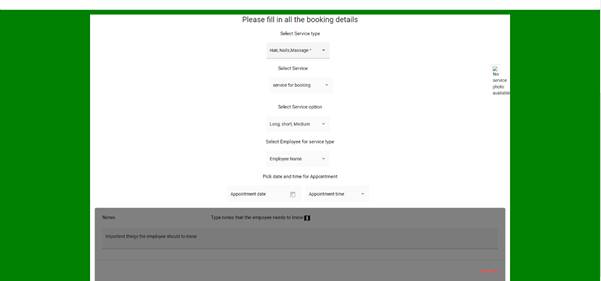 Please fill in all the booking details
Select Service type
Hair, Nails,Massage *
Select Service
No service photo available
service for booking
Select Service option
Long, short, Medium
Select Employee for service type
Employee Name
Pick date and time for Appointment
Appointment date
Appointment time
Notes
Type notes that the empoyee needs to know
Important things the employee should to know